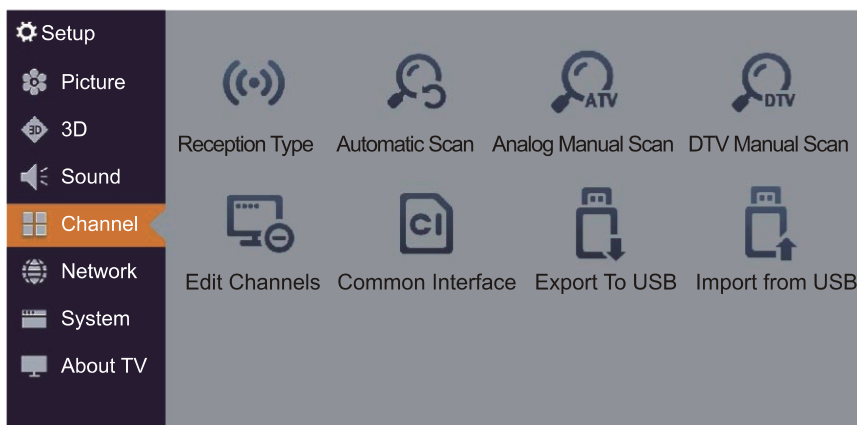 Setup
Picture
3D
3D
Sound
Channel
Network
System
About TV
ATV
DTV
Reception Type Automatic Scan Analog Manual Scan DTV Manual Scan
CI
Edit Channels Common Interface Export To USB Import from USB